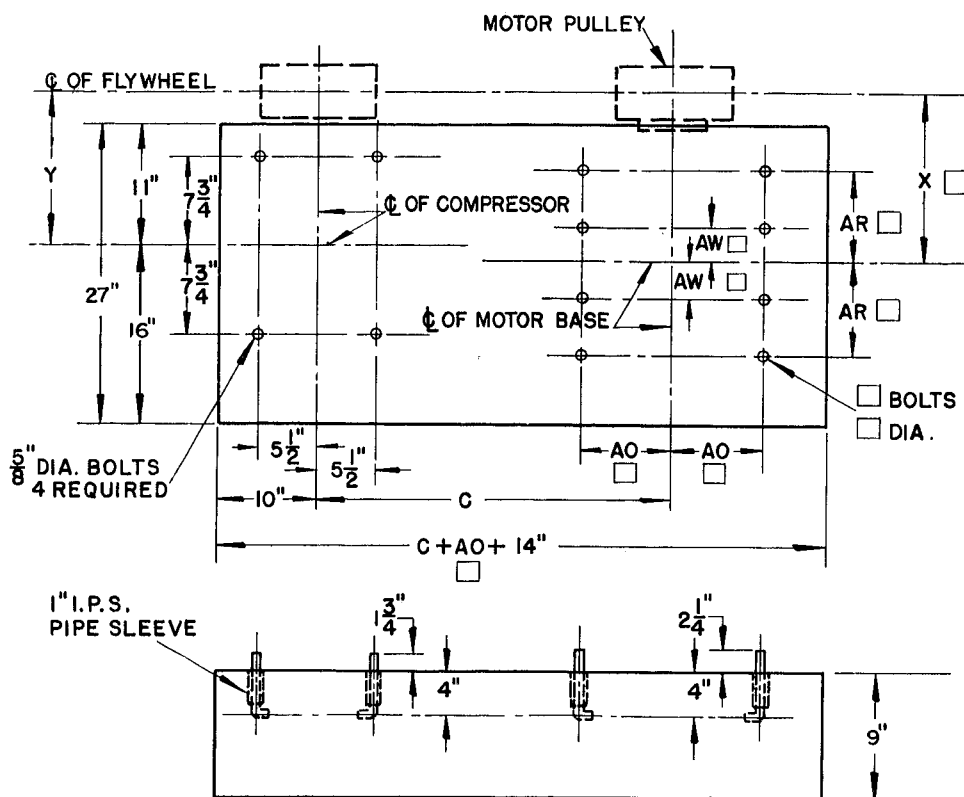 MOTOR PULLEY
℄ OF FLYWHEEL
Y
11"
7 3/4"
℄ OF COMPRESSOR
X □
AR □
AW □
AW □
27"
16"
7 3/4"
℄ OF MOTOR BASE
AR □
□ BOLTS
□ DIA.
5/8" DIA. BOLTS
4 REQUIRED
5 1/2"
5 1/2"
AO
□
AO
□
10"
C
C+AO+ 14"
□
1" I.P.S.
PIPE SLEEVE
1 3/4"
2 1/4"
4"
4"
9"